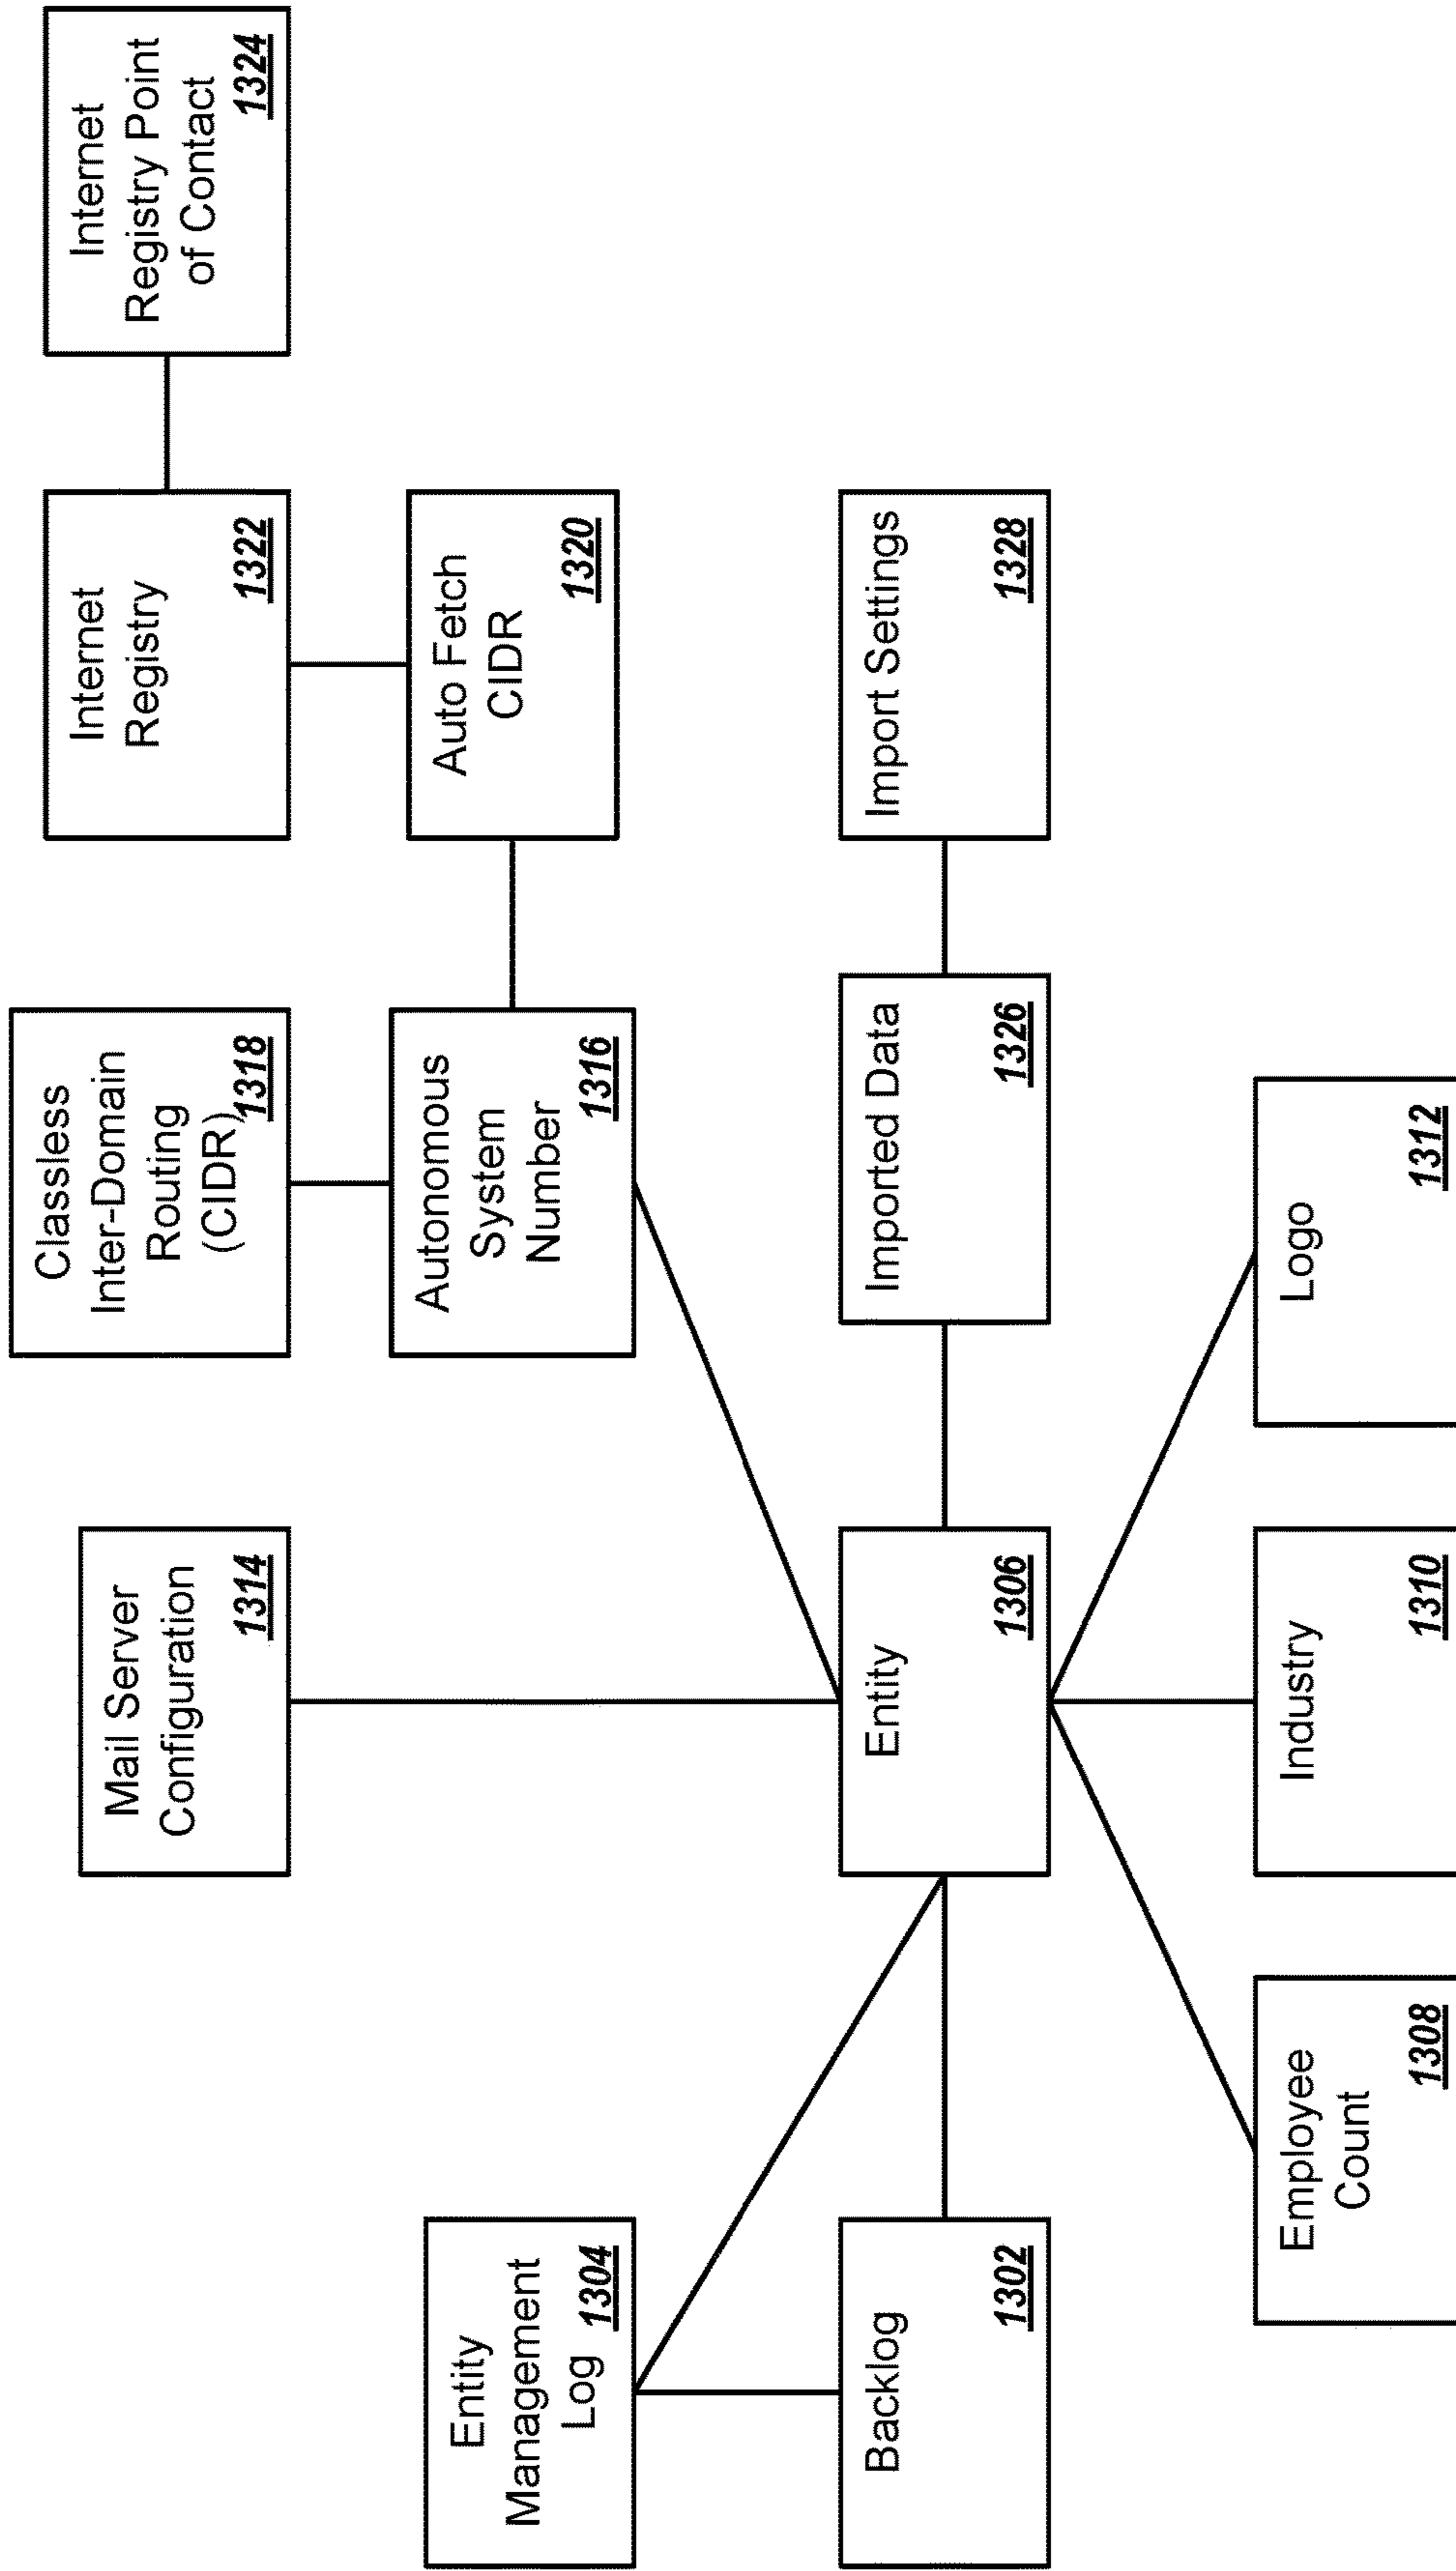 Classless
Inter-Domain
Routing
(CIDR)
1318
Internet
Registry
1322
Internet
Registry Point
of Contact
1324
Mail Server
Configuration
1314
Autonomous
System
Number
1316
Auto Fetch
CIDR
1320
Entity
Management
Log
1304
Backlog
1302
Entity
1306
Imported Data
1326
Import Settings
1328
Employee
Count
1308
Industry
1310
Logo
1312